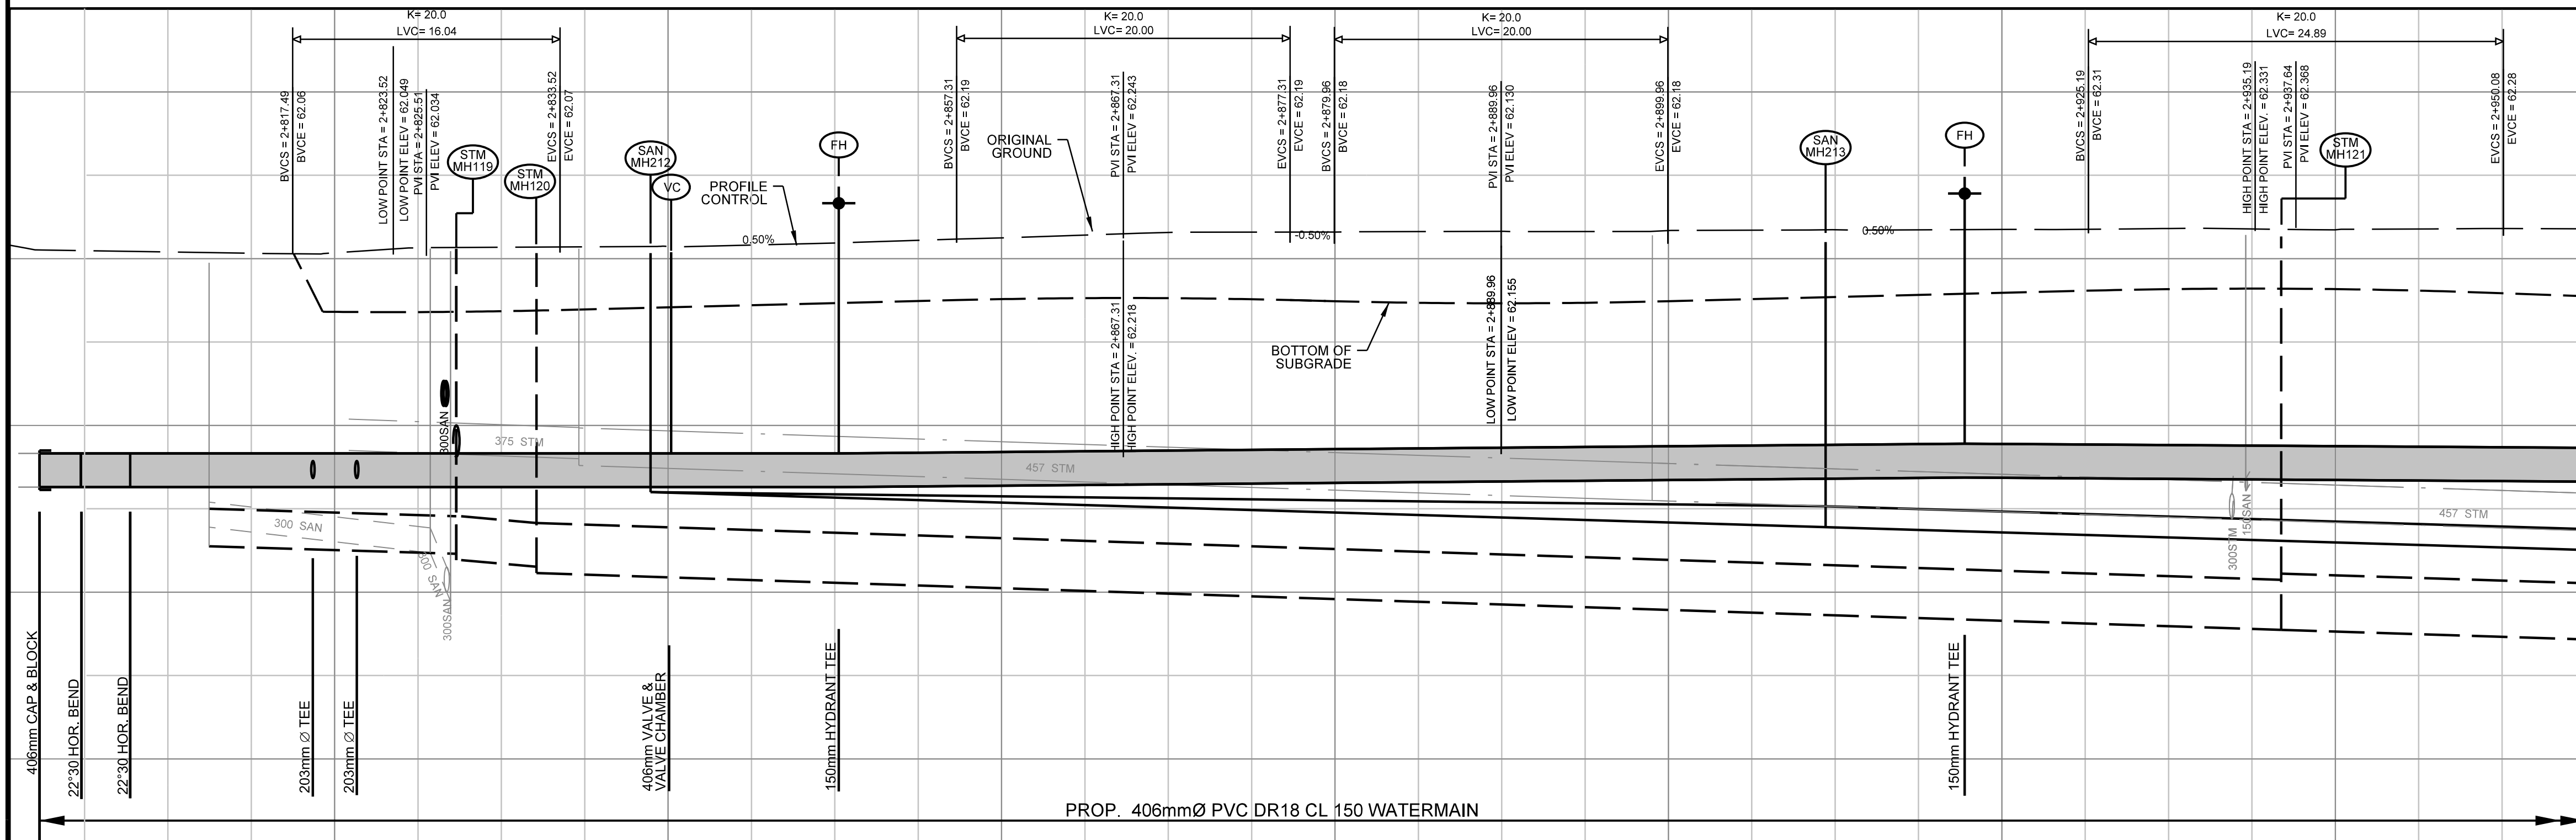 K= 20.0
LVC= 16.04
BVCS = 2+817.49
BVCE = 62.06
LOW POINT STA = 2+823.52
LOW POINT ELEV = 62.049
PVI STA = 2+825.51
PVI ELEV = 62.034
EVCS = 2+833.52
EVCE = 62.07
STM
MH119
STM
MH120
SAN
MH212
VC
FH
PROFILE
CONTROL
0.50%
K= 20.0
LVC= 20.00
BVCS = 2+857.31
BVCE = 62.19
ORIGINAL
GROUND
PVI STA = 2+867.31
PVI ELEV = 62.243
HIGH POINT STA = 2+867.31
HIGH POINT ELEV. = 62.218
EVCS = 2+877.31
EVCE = 62.19
-0.50%
K= 20.0
LVC= 20.00
BVCS = 2+879.96
BVCE = 62.18
PVI STA = 2+889.96
PVI ELEV = 62.130
LOW POINT STA = 2+889.96
LOW POINT ELEV = 62.155
EVCS = 2+899.96
EVCE = 62.18
BOTTOM OF
SUBGRADE
SAN
MH213
FH
0.50%
K= 20.0
LVC= 24.89
BVCS = 2+925.19
BVCE = 62.31
HIGH POINT STA = 2+935.19
HIGH POINT ELEV. = 62.331
PVI STA = 2+937.64
PVI ELEV = 62.368
STM
MH121
EVCS = 2+950.08
EVCE = 62.28
300SAN
375 STM
457 STM
300 SAN
300 SAN
300SAN
300STM
150SAN
457 STM
406mm CAP & BLOCK
22°30 HOR. BEND
22°30 HOR. BEND
203mm Ø TEE
203mm Ø TEE
406mm VALVE &
VALVE CHAMBER
150mm HYDRANT TEE
150mm HYDRANT TEE
PROP. 406mmØ PVC DR18 CL 150 WATERMAIN